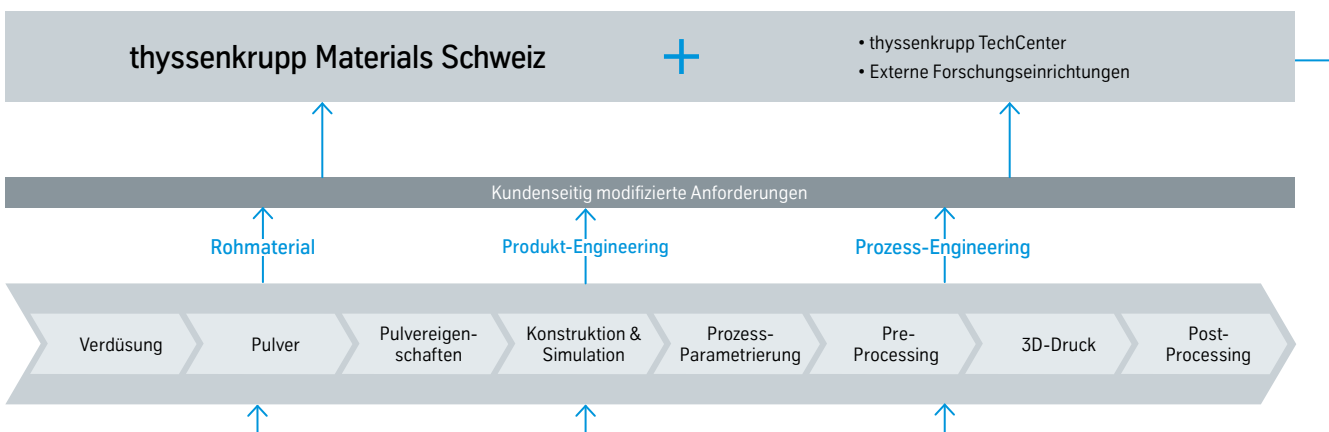 thyssenkrupp Materials Schweiz
+
• thyssenkrupp TechCenter
• Externe Forschungseinrichtungen
Kundenseitig modifizierte Anforderungen
Rohmaterial
Produkt-Engineering
Prozess-Engineering
Verdüsung
Pulver
Pulvereigen-
schaften
Konstruktion &
Simulation
Prozess-
Parametrierung
Pre-
Processing
3D-Druck
Post-
Processing